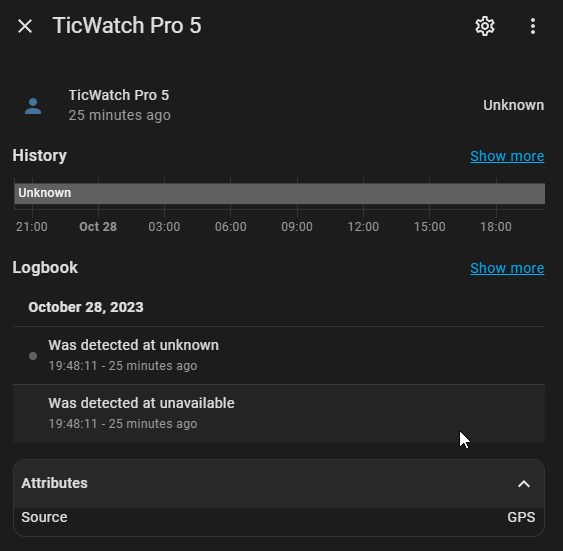 TicWatch Pro 5
TicWatch Pro 5
25 minutes ago
Unknown
History
Show more
Unknown
21:00 Oct 28 03:00 06:00 09:00 12:00 15:00 18:00
Logbook
Show more
October 28, 2023
Was detected at unknown
19:48:11 - 25 minutes ago
Was detected at unavailable
19:48:11 - 25 minutes ago
Attributes
Source GPS